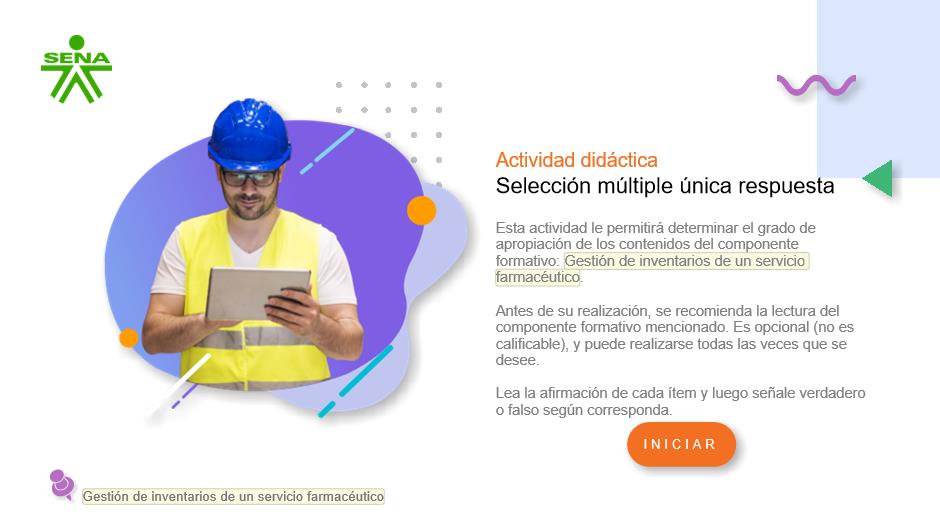 SENA
Actividad didáctica
Selección múltiple única respuesta
Esta actividad le permitirá determinar el grado de
apropiación de los contenidos del componente
formativo: Gestión de inventarios de un servicio
farmacéutico.
Antes de su realización, se recomienda la lectura del
componente formativo mencionado. Es opcional (no es
calificable), y puede realizarse todas las veces que se
desee.
Lea la afirmación de cada ítem y luego señale verdadero
o falso según corresponda.
INICIAR
Gestión de inventarios de un servicio farmacéutico